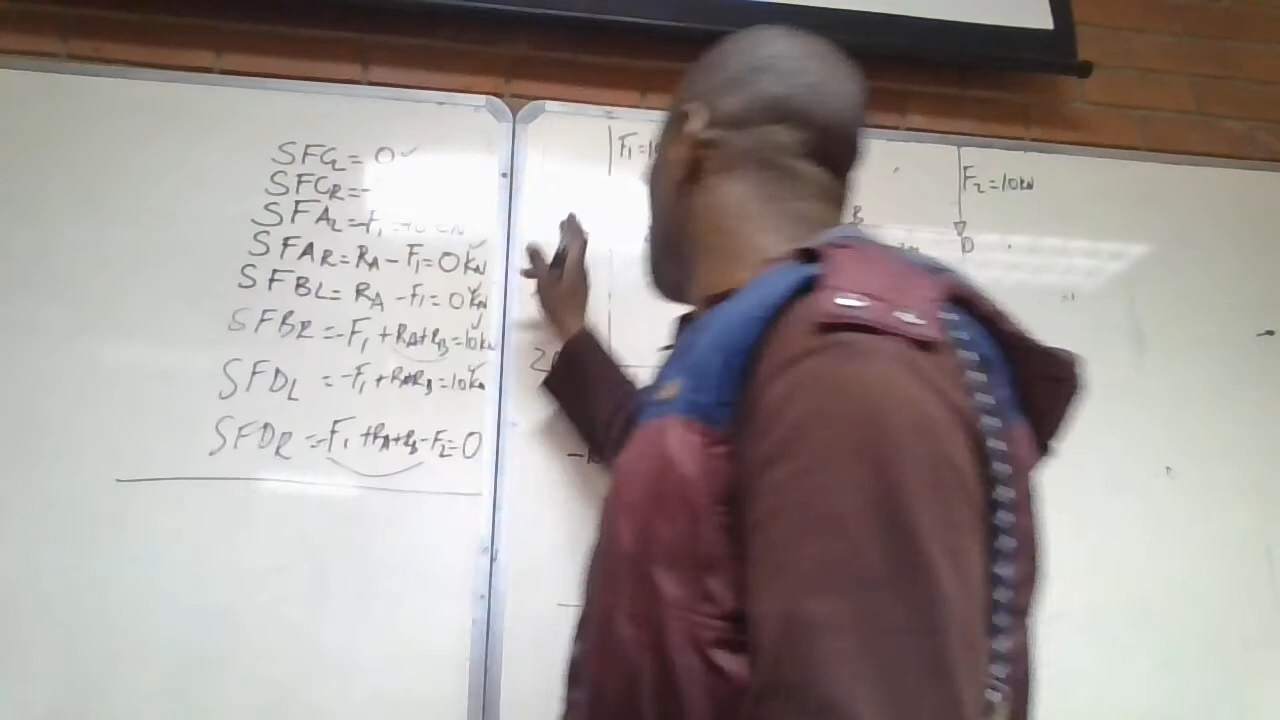 SFCL = 0✓
SFCR = -
SFAL = -F1
SFAR = RA - F1 = 0KN ✓
SFBL = RA - F1 = 0KN ✓
SFBR = -F1 + RA + RB = 10KN ✓
SFDL = -F1 + RA + RB = 10KN ✓
SFDR = -F1 + RA + RB - F2 = 0
F1 = 10
B
F2 = 10KN
D